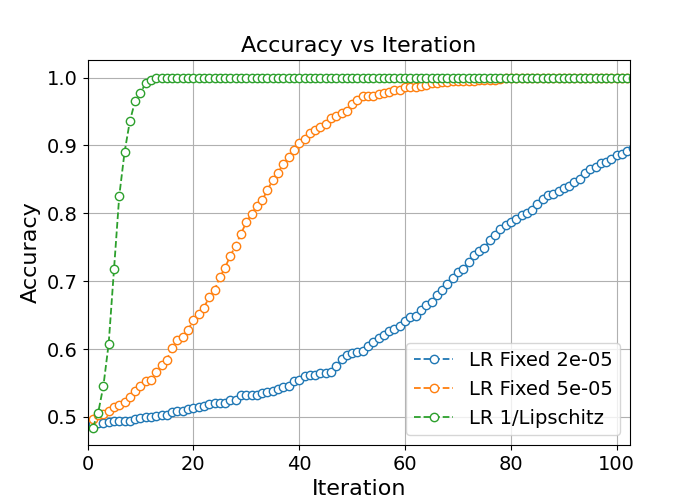 Accuracy vs Iteration
Accuracy
1.0
0.9
0.8
0.7
0.6
0.5
0 20 40 60 80 100
Iteration
LR Fixed 2e-05
LR Fixed 5e-05
LR 1/Lipschitz